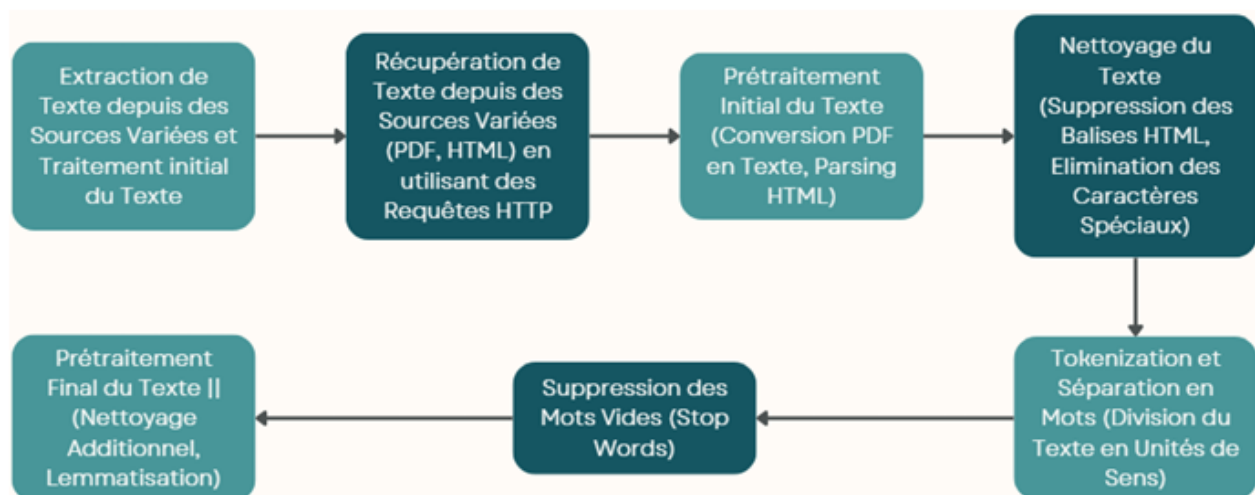 Extraction de
Texte depuis des
Sources Variées et
Traitement initial
du Texte
Récupération de
Texte depuis des
Sources Variées
(PDF, HTML) en
utilisant des
Requêtes HTTP
Prétraitement
Initial du Texte
(Conversion PDF
en Texte, Parsing
HTML)
Nettoyage du
Texte
(Suppression des
Balises HTML,
Elimination des
Caractères
Spéciaux)
Tokenization et
Séparation en
Mots (Division du
Texte en Unités de
Sens)
Suppression des
Mots Vides (Stop
Words)
Prétraitement
Final du Texte ||
(Nettoyage
Additionnel,
Lemmatisation)